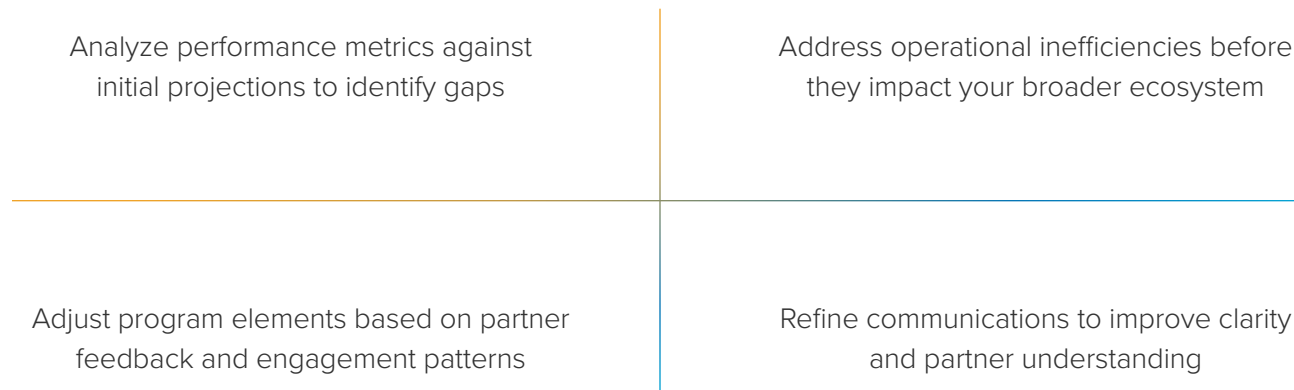 Analyze performance metrics against
initial projections to identify gaps
Address operational inefficiencies before
they impact your broader ecosystem
Adjust program elements based on partner
feedback and engagement patterns
Refine communications to improve clarity
and partner understanding